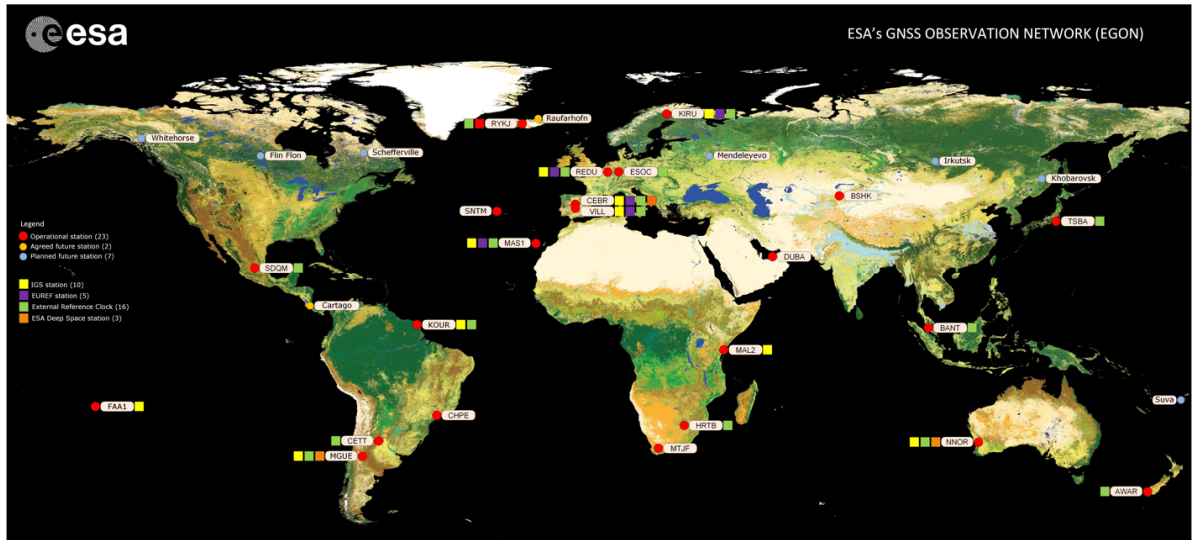 esa
ESA's GNSS OBSERVATION NETWORK (EGON)
RYKJ
Raufarhofn
KIRU
Whitehorse
Flin Flon
Schefferville
Mendeleyevo
Irkutsk
Khobarovsk
REDU
ESOC
CEBR
VILL
BSHK
SNTM
TSBA
MAS1
DUBA
Legend
Operational station (23)
Agreed future station (2)
Planned future station (7)
IGS station (10)
EUREF station (5)
External Reference Clock (16)
ESA Deep Space station (3)
SDQM
Cartago
KOUR
BANT
MAL2
FAA1
Suva
CHPE
HRTB
CETT
MTJF
NNOR
MGUE
AWAR